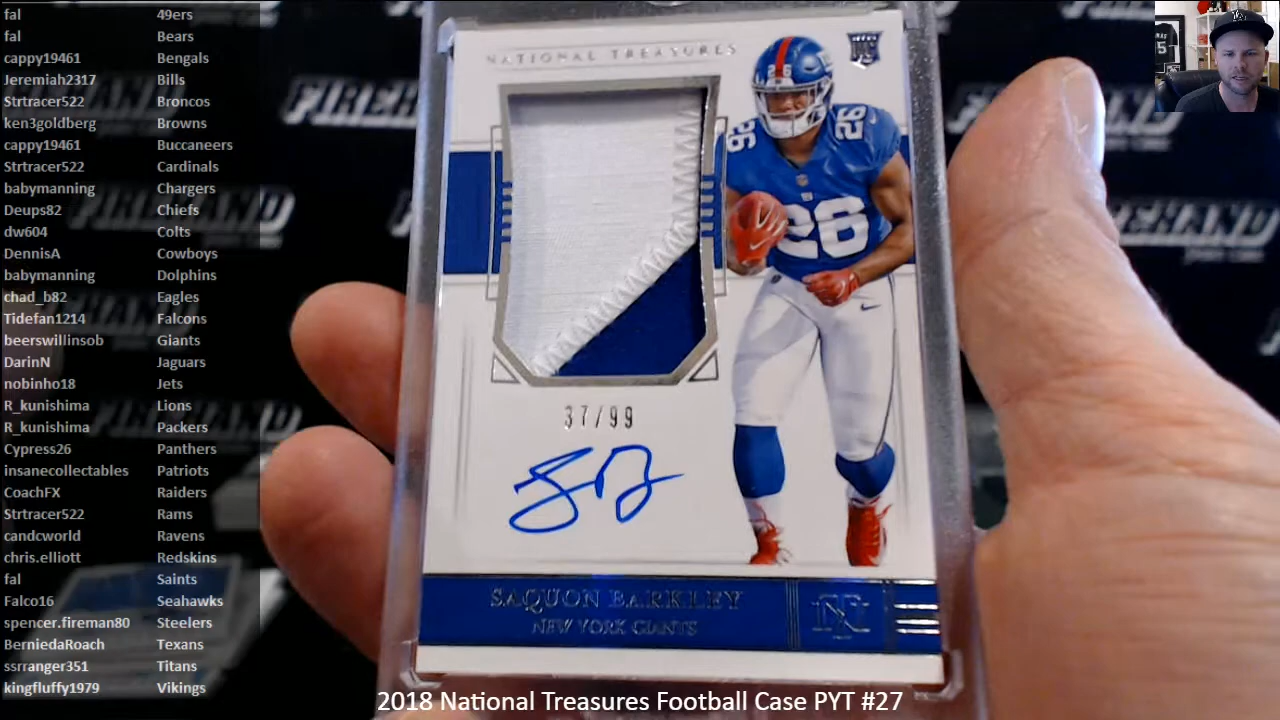 fal 49ers
fal Bears
cappy19461 Bengals
Jeremiah2317 Bills
Strtracer522 Broncos
ken3goldberg Browns
cappy19461 Buccaneers
Strtracer522 Cardinals
babymanning Chargers
Deups82 Chiefs
dw604 Colts
DennisA Cowboys
babymanning Dolphins
chad_b82 Eagles
Tidefan1214 Falcons
beerswillinsob Giants
DarinN Jaguars
nobinho18 Jets
R_kunishima Lions
R_kunishima Packers
Cypress26 Panthers
insanecollectables Patriots
CoachFX Raiders
Strtracer522 Rams
candcworld Ravens
chris.elliott Redskins
fal Saints
Falco16 Seahawks
spencer.fireman80 Steelers
BerniedaRoach Texans
ssrranger351 Titans
kingfluffy1979 Vikings
FIREHAND
NATIONAL TREASURES
26
26
26
37/99
SAQUON BARKLEY
NEW YORK GIANTS
2018 National Treasures Football Case PYT #27